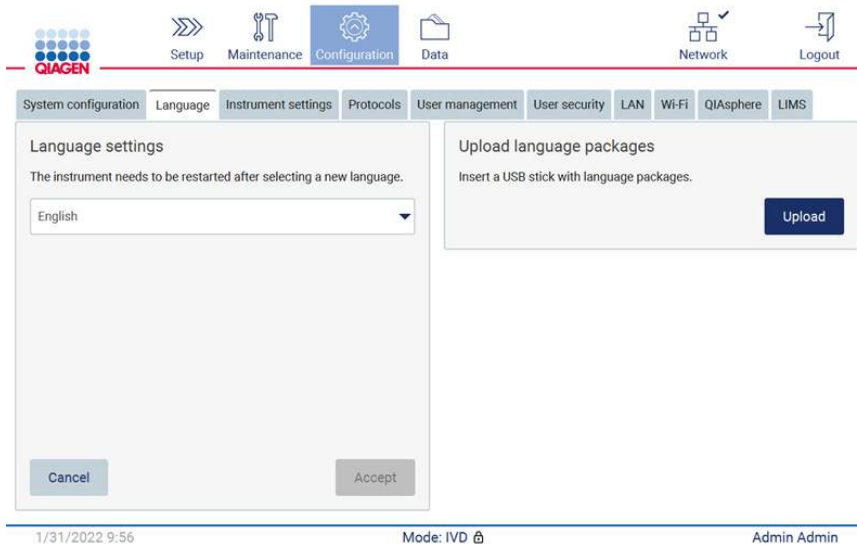 QIAGEN
Setup
Maintenance
Configuration
Data
Network
Logout
System configuration
Language
Instrument settings
Protocols
User management
User security
LAN
Wi-Fi
QIAsphere
LIMS
Language settings
The instrument needs to be restarted after selecting a new language.
English
Cancel
Accept
Upload language packages
Insert a USB stick with language packages.
Upload
1/31/2022 9:56
Mode: IVD
Admin Admin